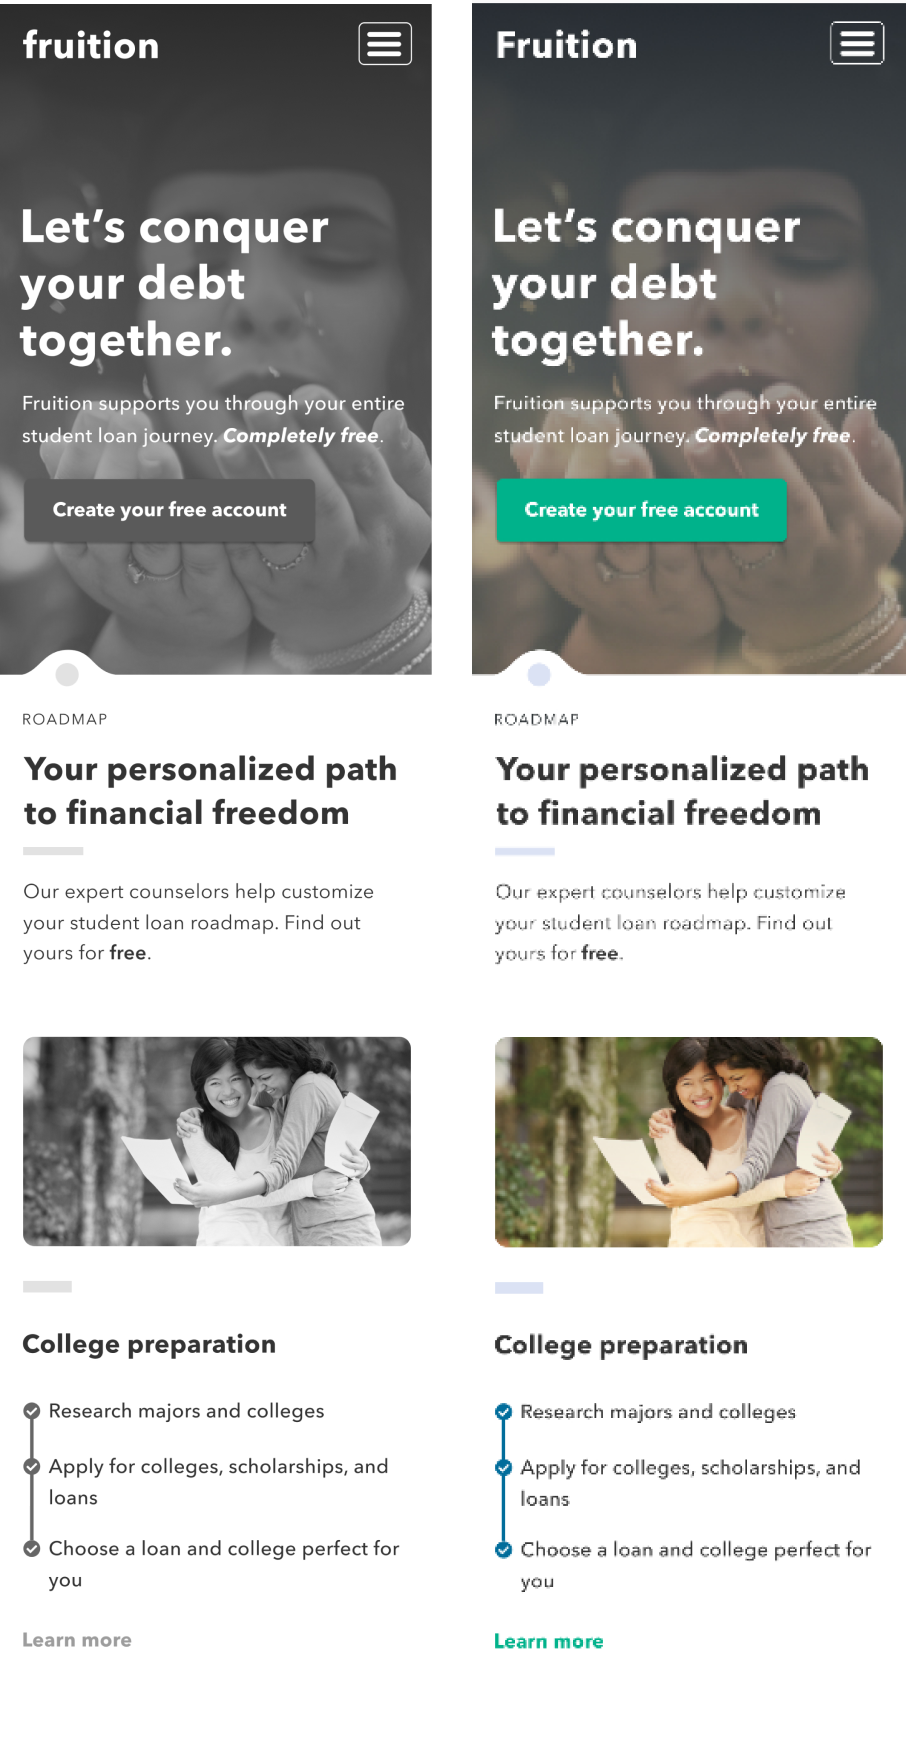 fruition
Let's conquer
your debt
together.
Fruition supports you through your entire
student loan journey. Completely free.
Create your free account
ROADMAP
Your personalized path
to financial freedom
Our expert counselors help customize
your student loan roadmap. Find out
yours for free.
College preparation
Research majors and colleges
Apply for colleges, scholarships, and
loans
Choose a loan and college perfect for
you
Learn more
Fruition
Let's conquer
your debt
together.
Fruition supports you through your entire
student loan journey. Completely free.
Create your free account
ROADMAP
Your personalized path
to financial freedom
Our expert counselors help customize
your student loan roadmap. Find out
yours for free.
College preparation
Research majors and colleges
Apply for colleges, scholarships, and
loans
Choose a loan and college perfect for
you
Learn more